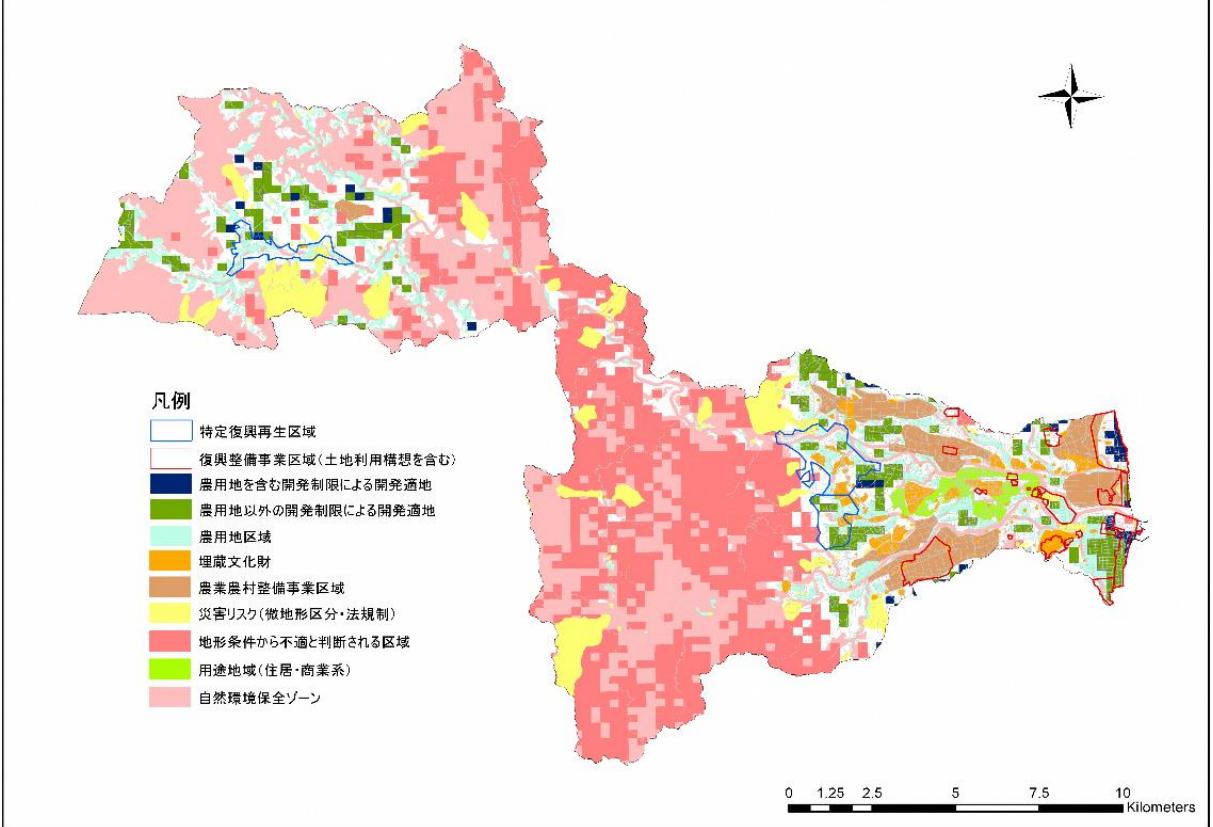 凡例
特定復興再生区域
復興整備事業区域(土地利用構想を含む)
農用地を含む開発制限による開発適地
農用地以外の開発制限による開発適地
農用地区域
埋蔵文化財
農業農村整備事業区域
災害リスク(微地形区分・法規制)
地形条件から不適と判断される区域
用途地域(住居・商業系)
自然環境保全ゾーン
0 1.25 2.5 5 7.5 10
Kilometers